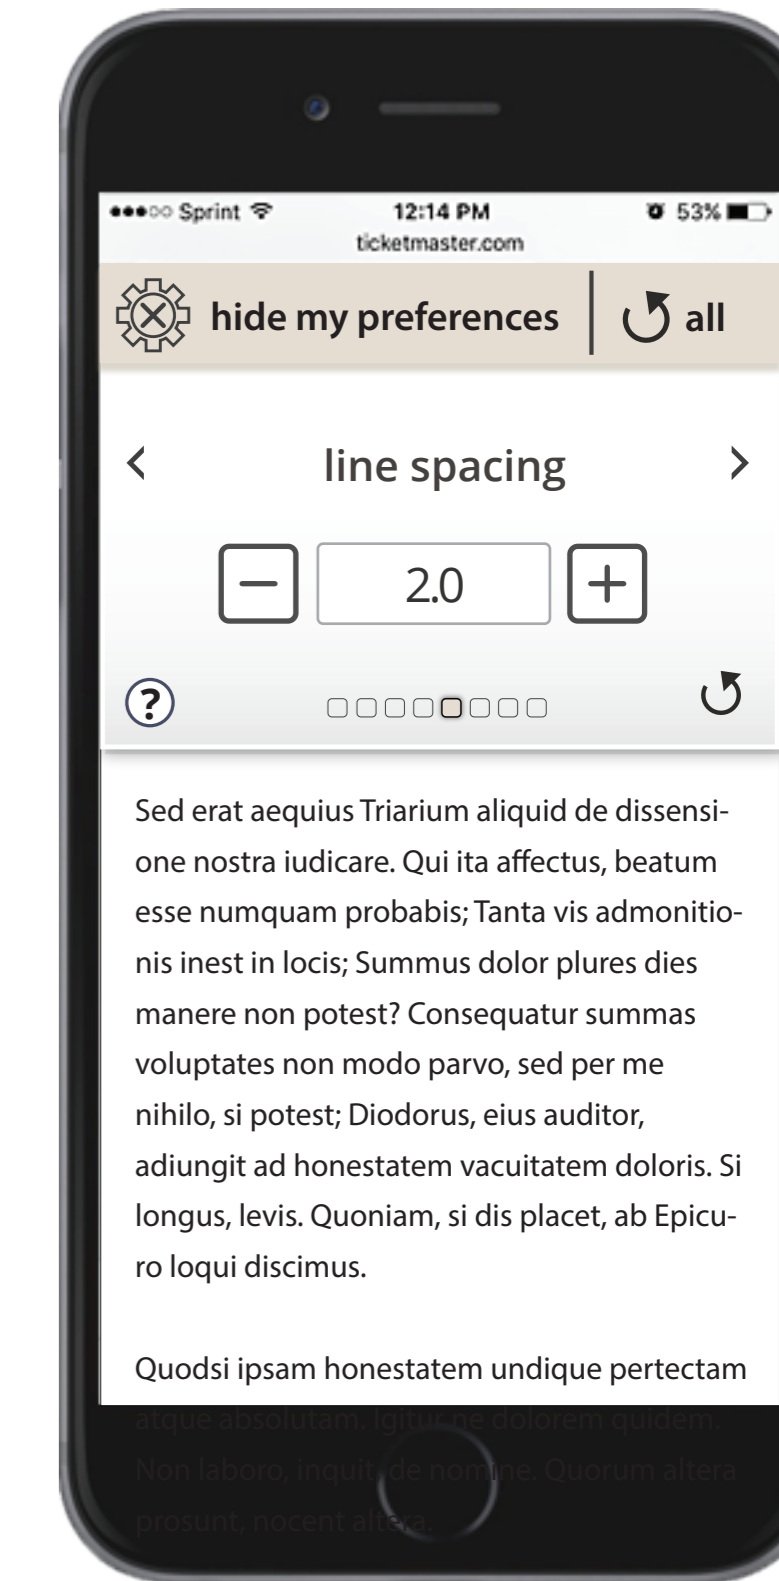 Sprint 12:14 PM 53%
ticketmaster.com
hide my preferences all
line spacing
2.0
?
Sed erat aequius Triarium aliquid de dissensi-
one nostra iudicare. Qui ita affectus, beatum
esse numquam probabis; Tanta vis admonitio-
nis inest in locis; Summus dolor plures dies
manere non potest? Consequatur summas
voluptates non modo parvo, sed per me
nihilo, si potest; Diodorus, eius auditor,
adiungit ad honestatem vacuitatem doloris. Si
longus, levis. Quoniam, si dis placet, ab Epicu-
ro loqui discimus.
Quodsi ipsam honestatem undique pertectam
atque absolutam. Igitur ne dolorem quidem.
Non laboro, inquit, de nomine. Quorum altera
prosunt, nocent altera.